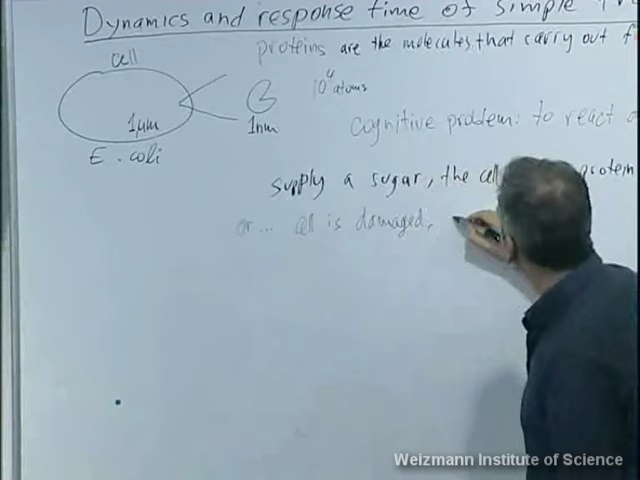 Dynamics and response time of simple
cell
proteins are the molecules that carry out f
10⁴ atoms
1μm
1nm
E. coli
cognitive problem: to react
supply a sugar, the cell protein
or... cell is damaged,
Weizmann Institute of Science